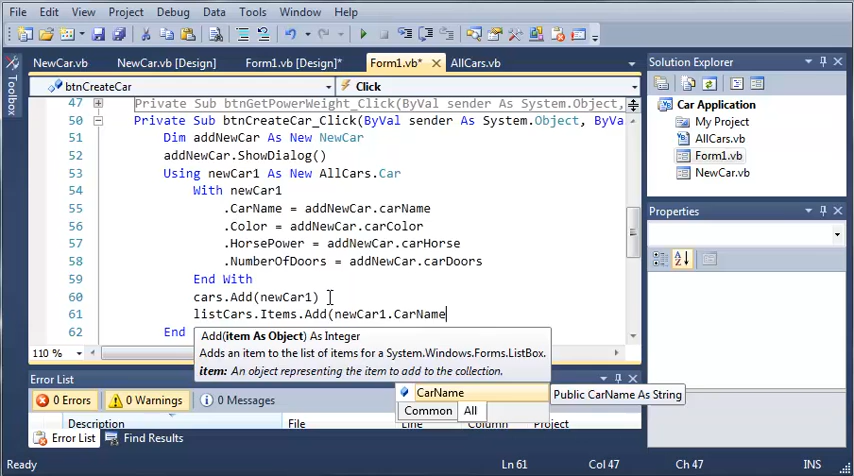 File Edit View Project Debug Data Tools Window Help
NewCar.vb NewCar.vb [Design] Form1.vb [Design]* Form1.vb* AllCars.vb
Solution Explorer
Toolbox
btnCreateCar Click
Car Application
My Project
AllCars.vb
Form1.vb
NewCar.vb
47 Private Sub btnGetPowerWeight_Click(ByVal sender As System.Object,
50 Private Sub btnCreateCar_Click(ByVal sender As System.Object, ByVa
51 Dim addNewCar As New NewCar
52 addNewCar.ShowDialog()
53 Using newCar1 As New AllCars.Car
54 With newCar1
55 .CarName = addNewCar.carName
56 .Color = addNewCar.carColor
57 .HorsePower = addNewCar.carHorse
58 .NumberOfDoors = addNewCar.carDoors
59 End With
60 cars.Add(newCar1)
61 listCars.Items.Add(newCar1.CarName
62 End
Properties
Add(item As Object) As Integer
Adds an item to the list of items for a System.Windows.Forms.ListBox.
item: An object representing the item to add to the collection.
110 %
Error List
CarName
Public CarName As String
Common All
0 Errors 0 Warnings 0 Messages
Description File Line Column Project
Error List Find Results
Ln 61 Col 47 Ch 47 INS